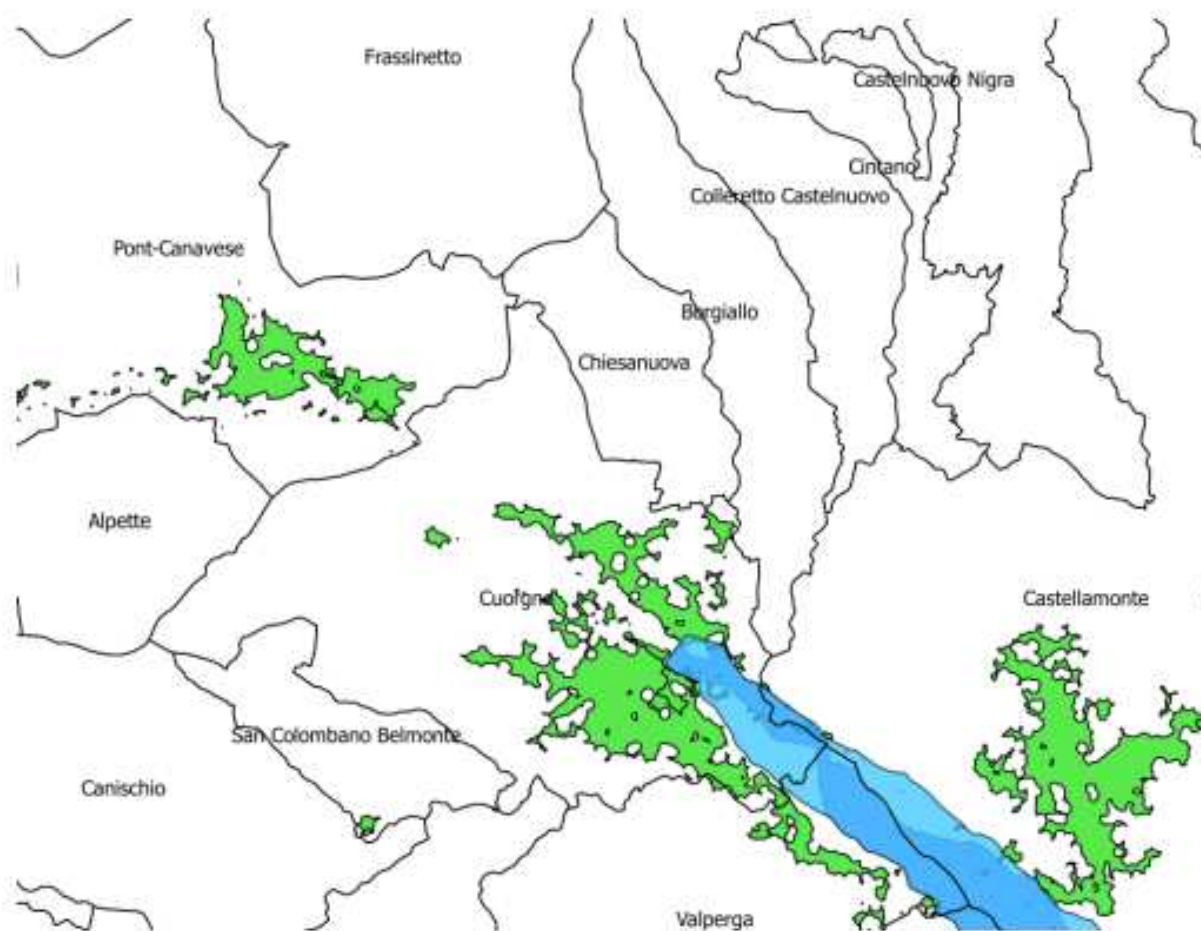 Frassinetto
Castelnuovo Nigra
Cintano
Colleretto Castelnuovo
Pont-Canavese
Borgiallo
Chiesanuova
Alpette
Cuorgnè
Castellamonte
San Colombano Belmonte
Canischio
Valperga